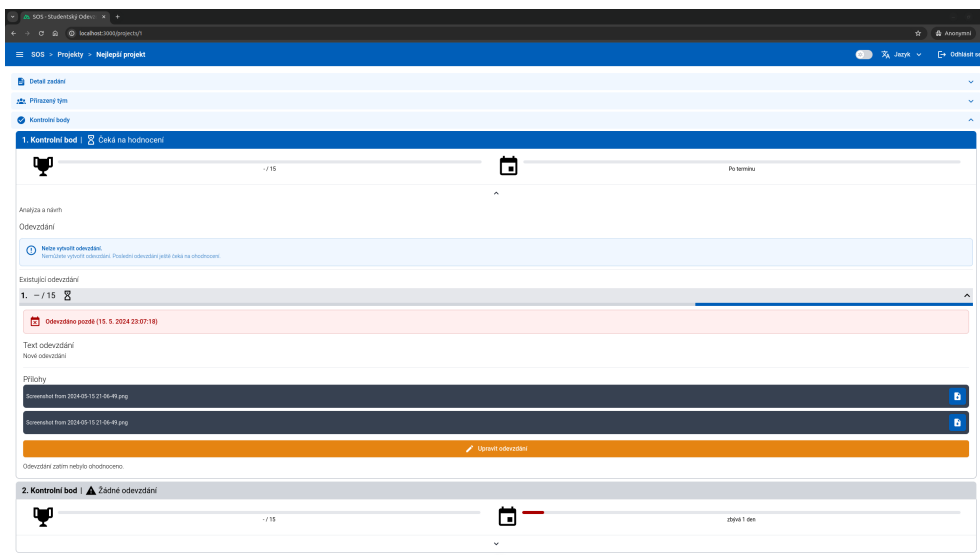 SOS - Studentský Odevz
localhost:3000/projects/1
Anonymní
SOS > Projekty > Nejlepší projekt
Jazyk
Odhlásit se
Detail zadání
Přiřazený tým
Kontrolní body
1. Kontrolní bod | Čeká na hodnocení
- / 15
Po termínu
Analýza a návrh
Odevzdání
Nelze vytvořit odevzdání.
Nemůžete vytvořit odevzdání. Poslední odevzdání ještě čeká na ohodnocení.
Existující odevzdání
1. – / 15
Odevzdáno pozdě (15. 5. 2024 23:07:18)
Text odevzdání
Nové odevzdání
Přílohy
Screenshot from 2024-05-15 21-06-49.png
Screenshot from 2024-05-15 21-06-49.png
Upravit odevzdání
Odevzdání zatím nebylo ohodnoceno.
2. Kontrolní bod | Žádné odevzdání
- / 15
zbývá 1 den